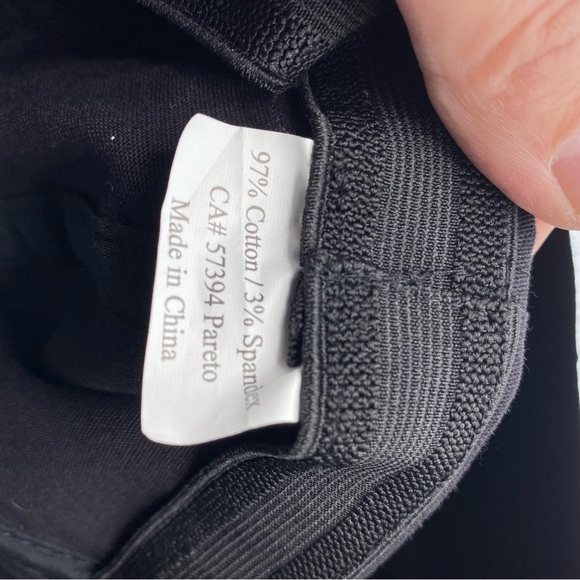 97% Cotton / 3% Spandex
CA# 57394 Pareto
Made in China